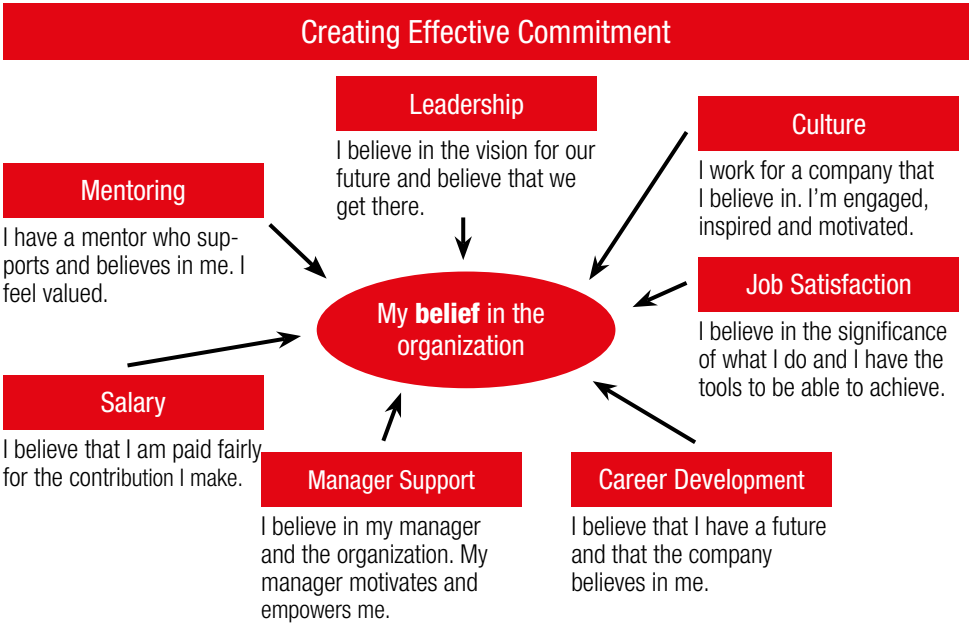 Creating Effective Commitment
Leadership
I believe in the vision for our
future and believe that we
get there.
Culture
I work for a company that
I believe in. I’m engaged,
inspired and motivated.
Mentoring
I have a mentor who sup-
ports and believes in me. I
feel valued.
My belief in the
organization
Job Satisfaction
I believe in the significance
of what I do and I have the
tools to be able to achieve.
Salary
I believe that I am paid fairly
for the contribution I make.
Manager Support
I believe in my manager
and the organization. My
manager motivates and
empowers me.
Career Development
I believe that I have a future
and that the company
believes in me.